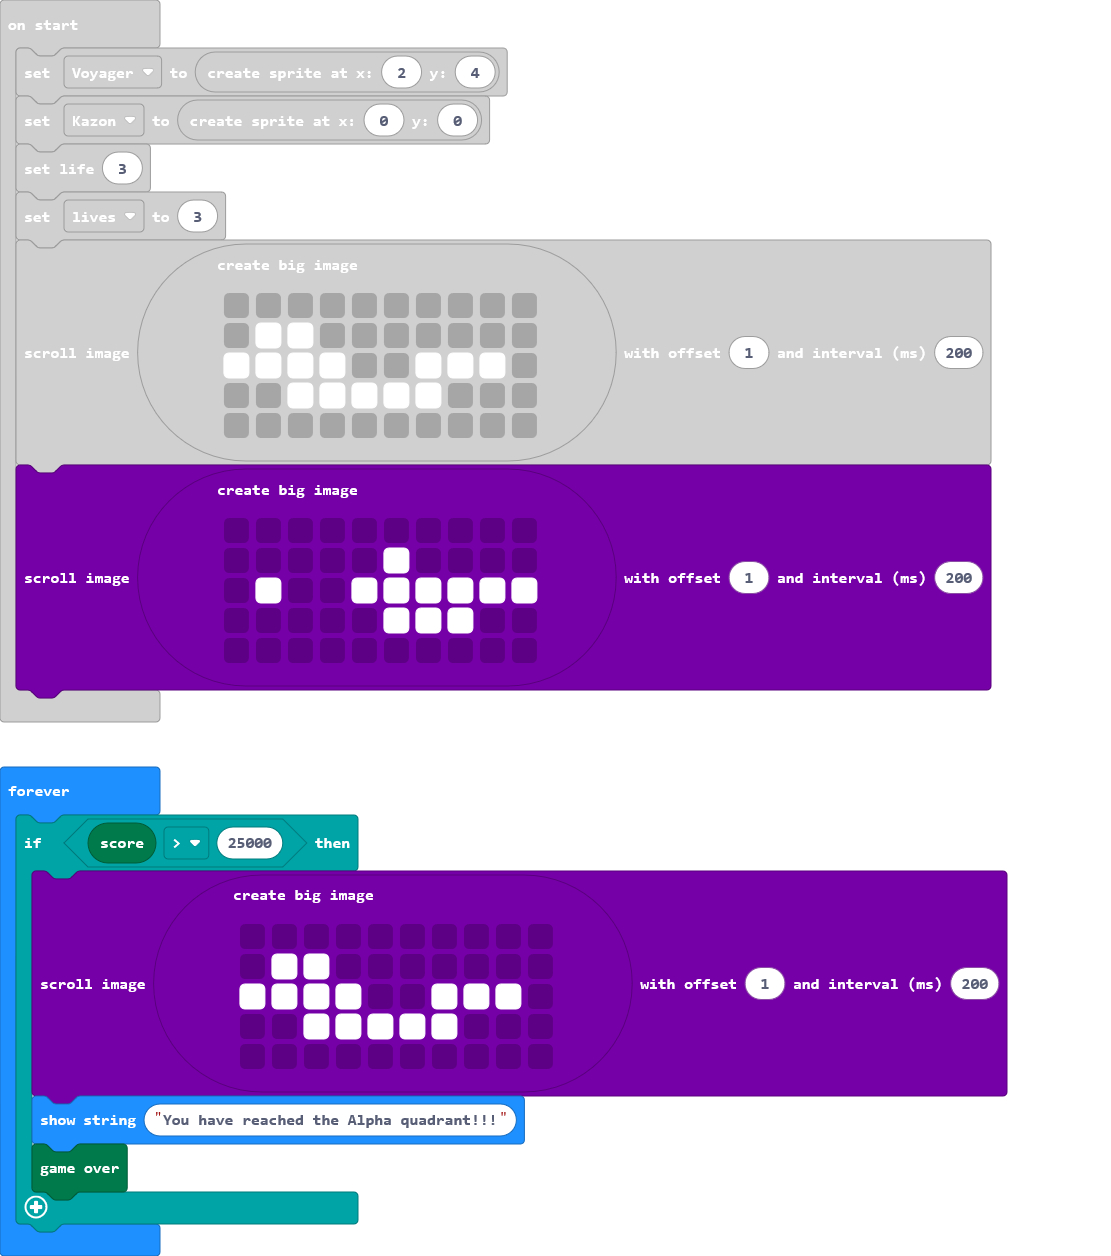 on start
set Voyager to create sprite at x: 2 y: 4
set Kazon to create sprite at x: 0 y: 0
set life 3
set lives to 3
create big image
scroll image with offset 1 and interval (ms) 200
create big image
scroll image with offset 1 and interval (ms) 200
forever
if score > 25000 then
create big image
scroll image with offset 1 and interval (ms) 200
show string "You have reached the Alpha quadrant!!!"
game over